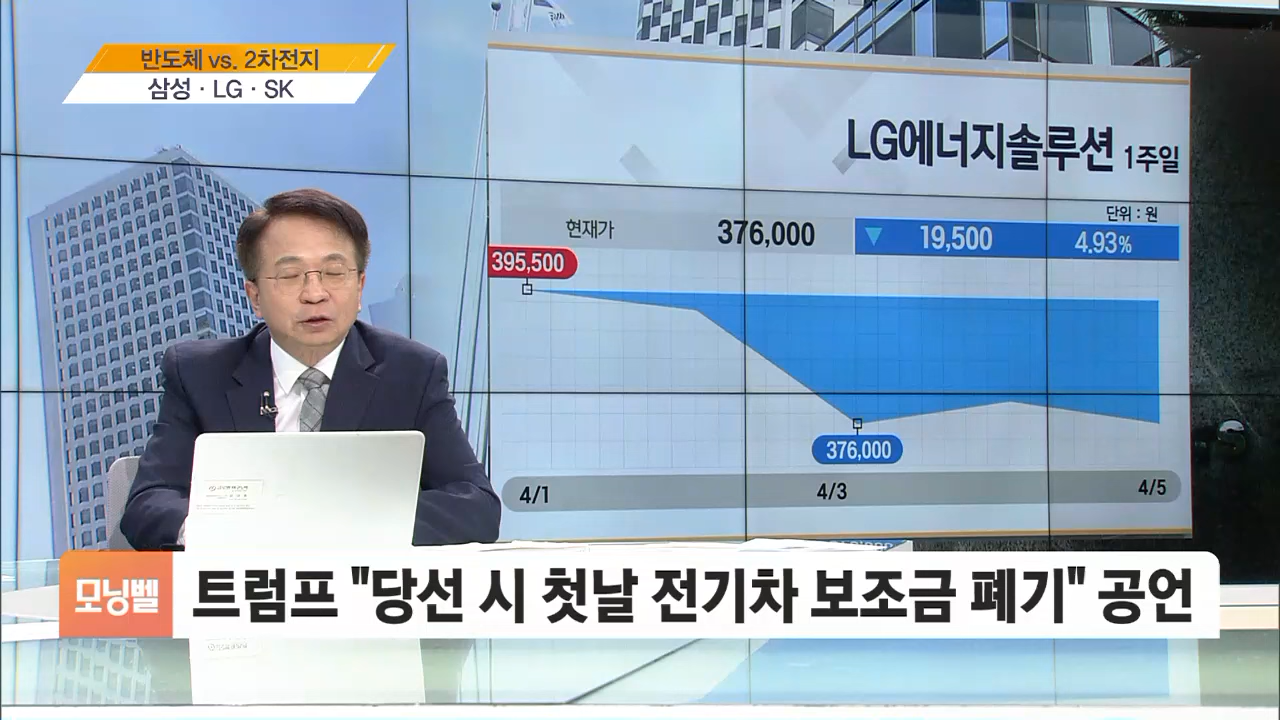 반도체 vs. 2차전지
삼성 · LG · SK
LG에너지솔루션 1주일
단위 : 원
현재가 376,000 ▼ 19,500 4.93%
395,500
376,000
4/1 4/3 4/5
모닝벨
트럼프 "당선 시 첫날 전기차 보조금 폐기" 공언